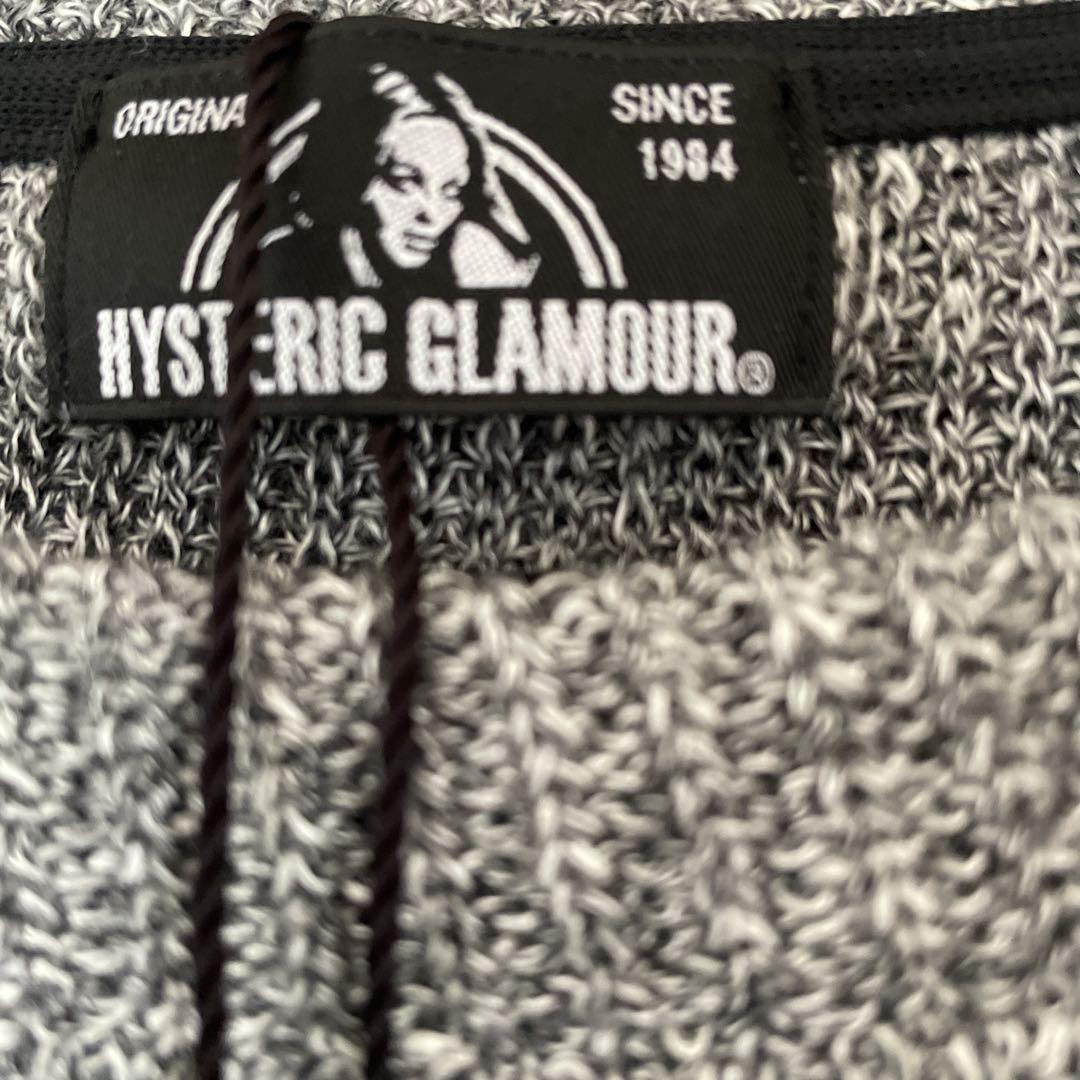 ORIGINA
SINCE
1984
HYSTERIC GLAMOUR®